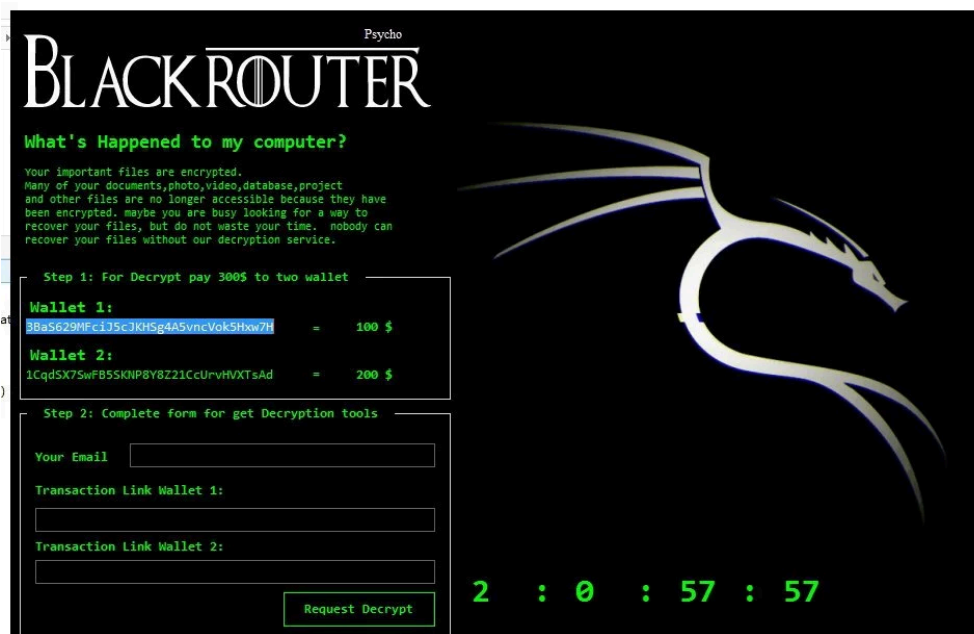 Psycho
BLACKROUTER
What's Happened to my computer?
Your important files are encrypted.
Many of your documents,photo,video,database,project
and other files are no longer accessible because they have
been encrypted. maybe you are busy looking for a way to
recover your files, but do not waste your time.  nobody can
recover your files without our decryption service.
Step 1: For Decrypt pay 300$ to two wallet
Wallet 1:
3BaS629MFciJ5cJKHSg4A5vncVok5Hxw7H = 100 $
Wallet 2:
1CqdSX7SwFB5SKNP8Y8Z21CcUrvHVXTsAd = 200 $
Step 2: Complete form for get Decryption tools
Your Email
Transaction Link Wallet 1:
Transaction Link Wallet 2:
Request Decrypt
2 : 0 : 57 : 57
at
)